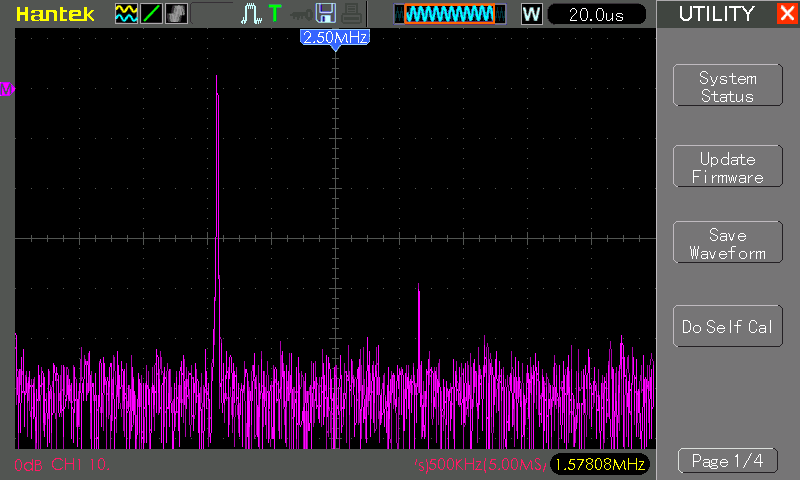 Hantek
T
W
20.0us
UTILITY
2.50MHz
M
System
Status
Update
Firmware
Save
Waveform
Do Self Cal
0dB CH1 10.
/s)500KHz(5.00MS/
1.57808MHz
Page 1/4